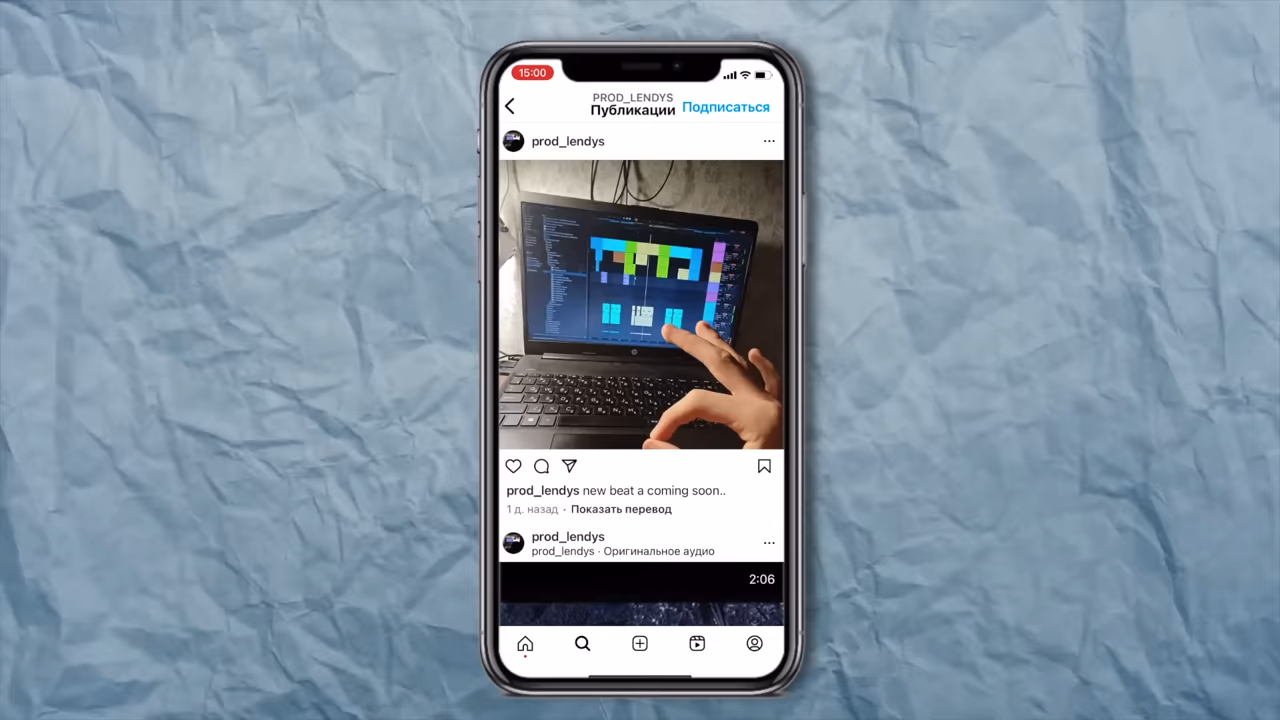 15:00
PROD_LENDYS
Публикации
Подписаться
prod_lendys
prod_lendys new beat a coming soon..
1 д. назад · Показать перевод
prod_lendys
prod_lendys · Оригинальное аудио
2:06